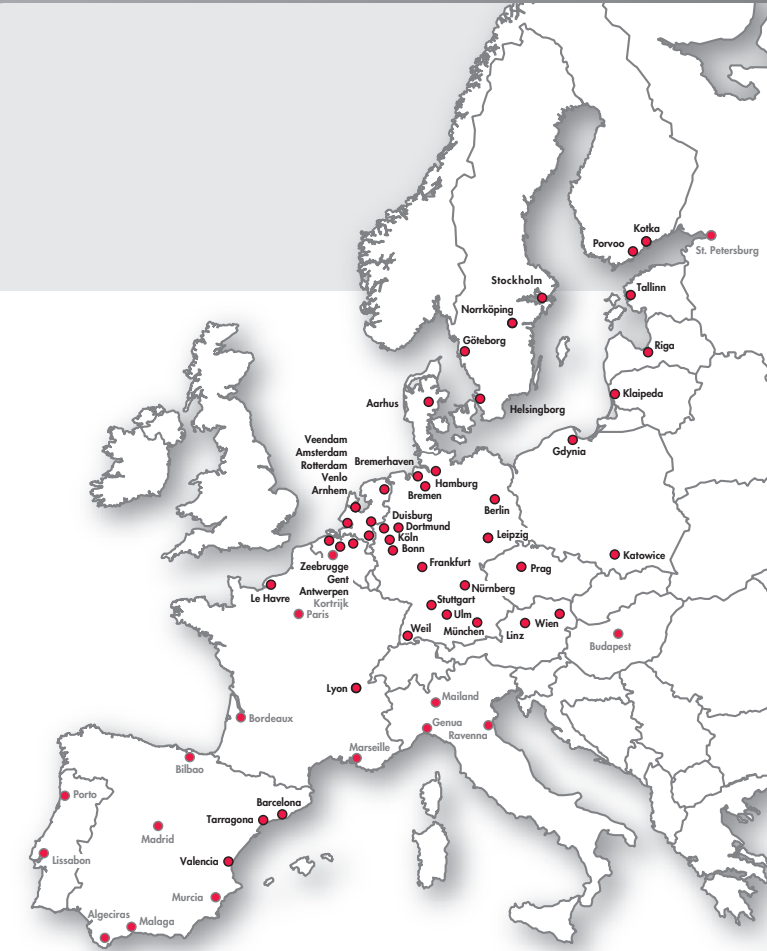 Kotka
Porvoo
St. Petersburg
Stockholm
Tallinn
Norrköping
Göteborg
Riga
Klaipeda
Aarhus
Helsingborg
Gdynia
Veendam
Amsterdam
Rotterdam
Venlo
Arnhem
Bremerhaven
Hamburg
Bremen
Berlin
Duisburg
Dortmund
Köln
Bonn
Leipzig
Katowice
Zeebrugge
Gent
Antwerpen
Kortrijk
Frankfurt
Prag
Nürnberg
Le Havre
Paris
Stuttgart
Ulm
München
Weil
Linz
Wien
Budapest
Lyon
Mailand
Bordeaux
Genua
Ravenna
Marseille
Bilbao
Porto
Barcelona
Tarragona
Madrid
Lissabon
Valencia
Murcia
Algeciras
Malaga